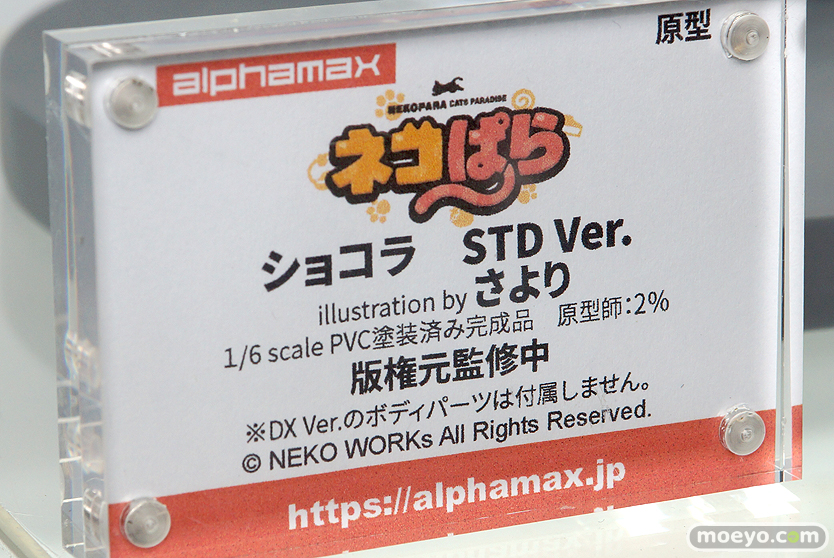 原型
alphamax
NEKOPARA CATS PARADISE
ネコぱら
ショコラ STD Ver.
illustration by さより
1/6 scale PVC塗装済み完成品 原型師：2%
版権元監修中
※DX Ver.のボディパーツは付属しません。
© NEKO WORKs All Rights Reserved.
https://alphamax.jp
moeyo.com